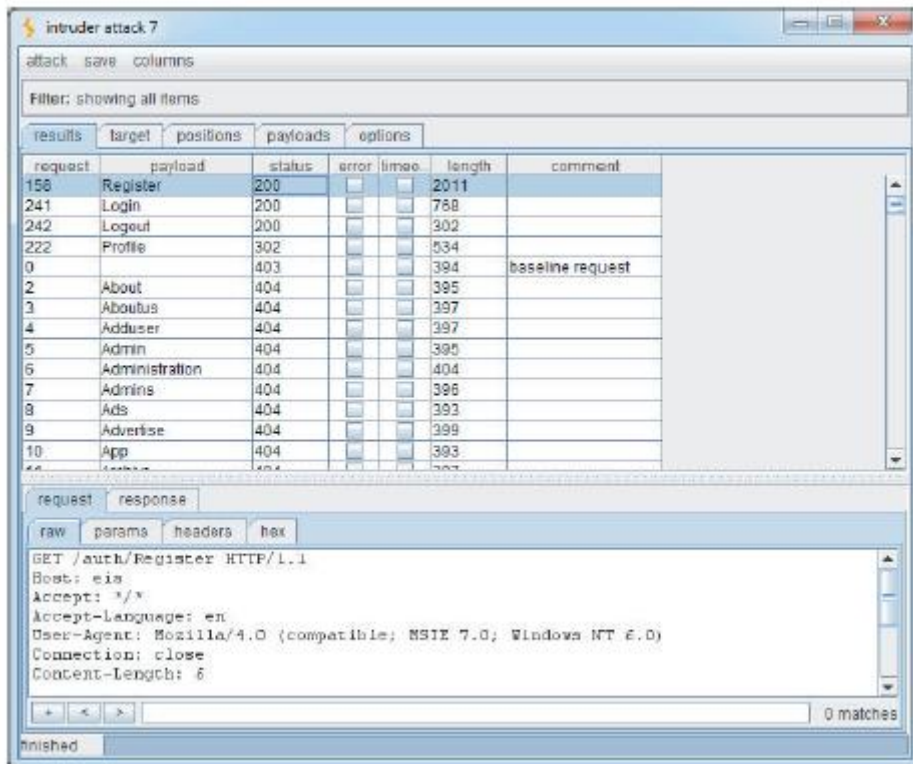 intruder attack 7
attack save columns
Filter: showing all items
results target positions payloads options
request payload status error timeo length comment
158 Register 200 2011
241 Login 200 768
242 Logout 200 302
222 Profile 302 534
0 403 394 baseline request
2 About 404 395
3 Aboutus 404 397
4 Adduser 404 397
5 Admin 404 395
6 Administration 404 404
7 Admins 404 396
8 Ads 404 393
9 Advertise 404 399
10 App 404 393
request response
raw params headers hex
GET /auth/Register HTTP/1.1
Host: eis
Accept: */*
Accept-Language: en
User-Agent: Mozilla/4.0 (compatible; MSIE 7.0; Windows NT 6.0)
Connection: close
Content-Length: 6
+ < > 0 matches
finished